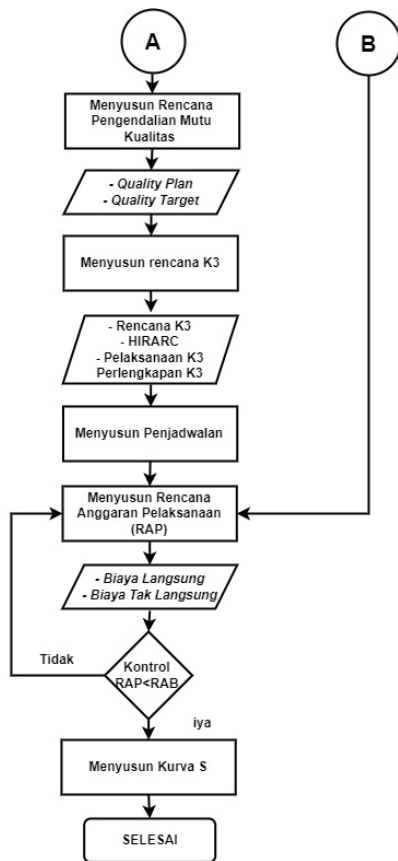 A
B
Menyusun Rencana
Pengendalian Mutu
Kualitas
- Quality Plan
- Quality Target
Menyusun rencana K3
- Rencana K3
- HIRARC
- Pelaksanaan K3
Perlengkapan K3
Menyusun Penjadwalan
Menyusun Rencana
Anggaran Pelaksanaan
(RAP)
- Biaya Langsung
- Biaya Tak Langsung
Tidak
Kontrol
RAP<RAB
iya
Menyusun Kurva S
SELESAI